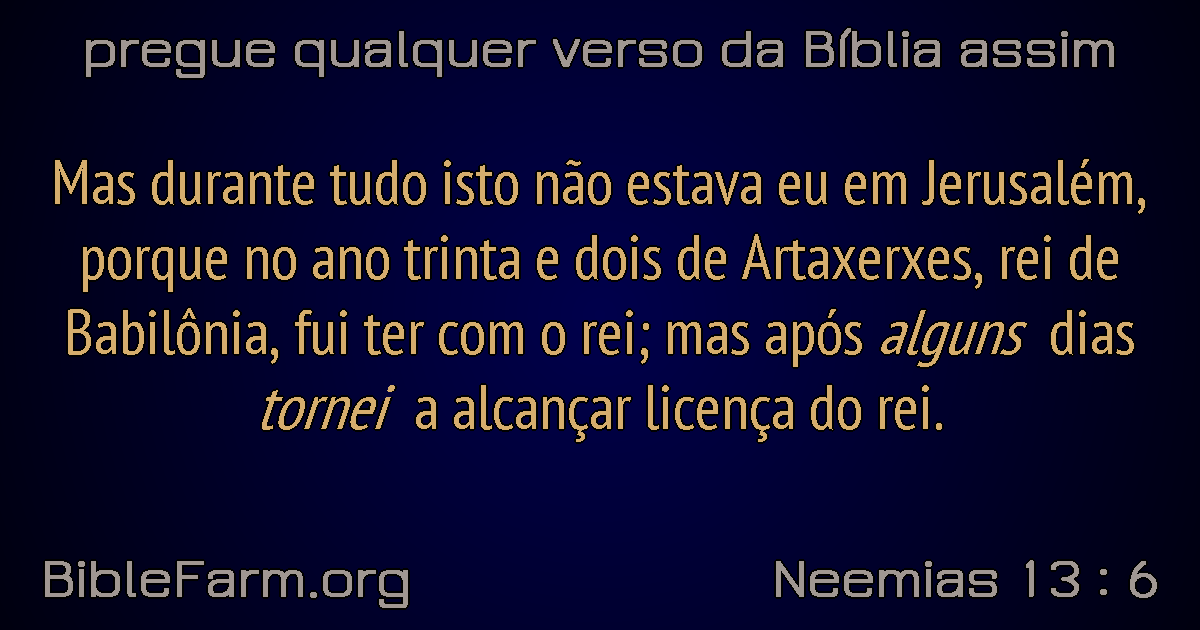 pregue qualquer verso da Bíblia assim
Mas durante tudo isto não estava eu em Jerusalém,
porque no ano trinta e dois de Artaxerxes, rei de
Babilônia, fui ter com o rei; mas após alguns dias
tornei a alcançar licença do rei.
BibleFarm.org
Neemias 13 : 6